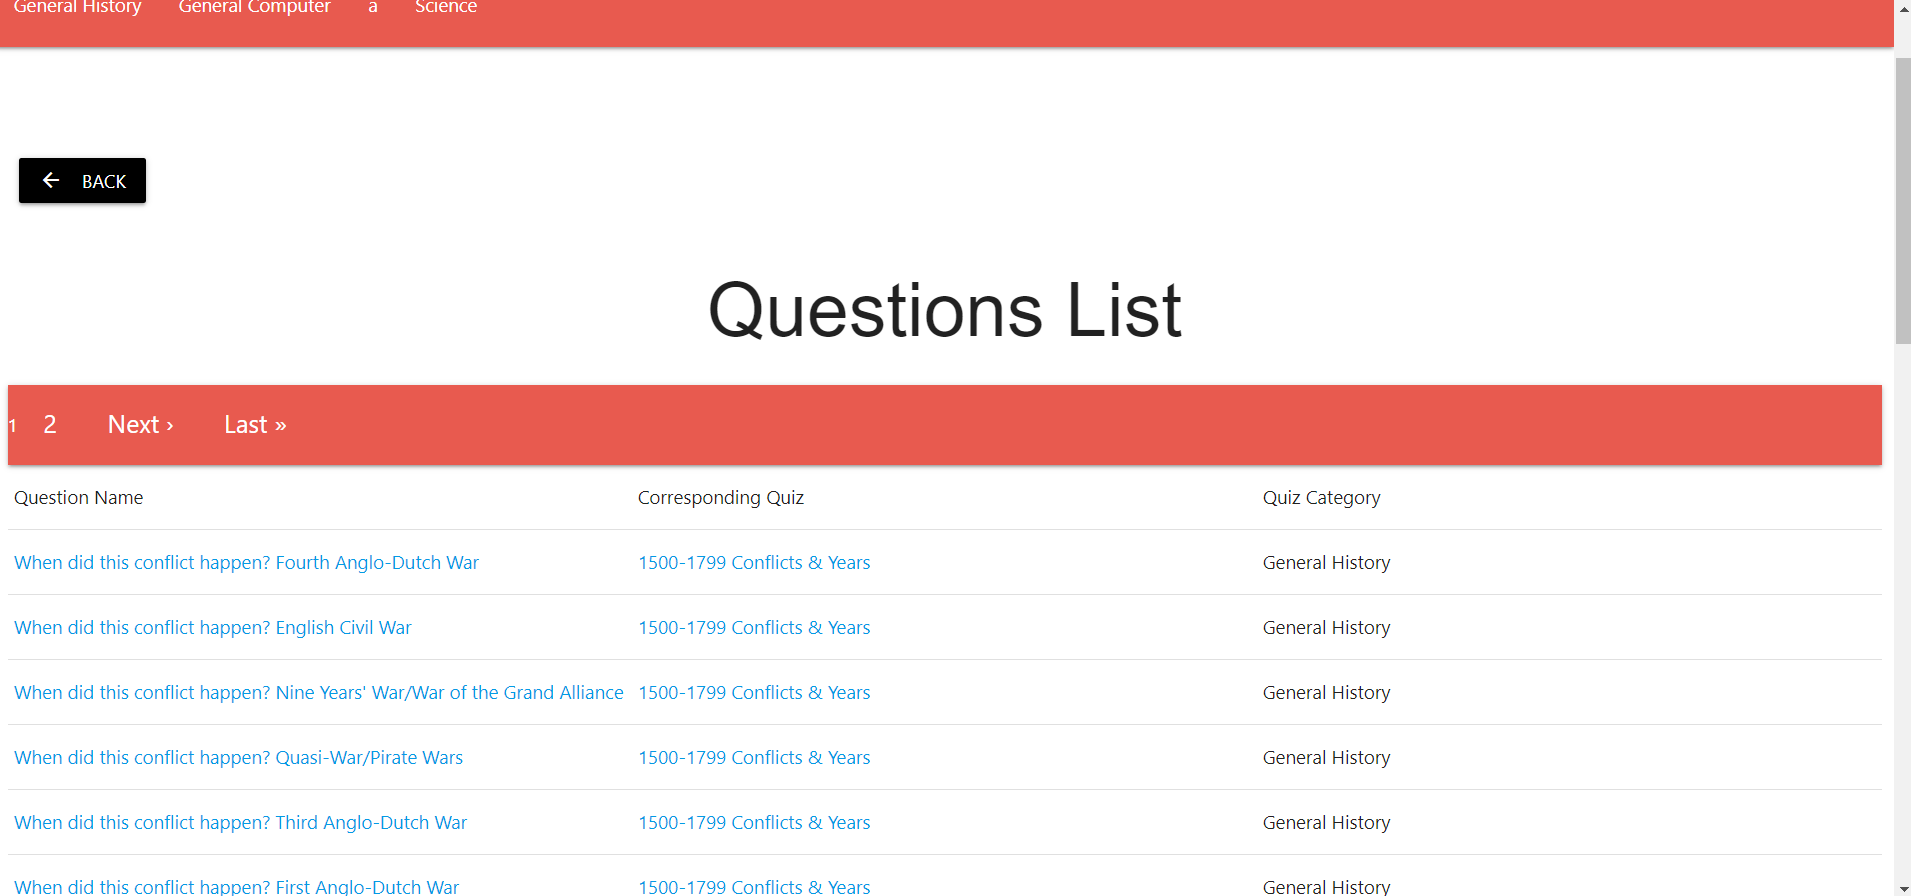 General History General Computer a Science
BACK
Questions List
1 2 Next › Last »
Question Name Corresponding Quiz Quiz Category
When did this conflict happen? Fourth Anglo-Dutch War 1500-1799 Conflicts & Years General History
When did this conflict happen? English Civil War 1500-1799 Conflicts & Years General History
When did this conflict happen? Nine Years' War/War of the Grand Alliance 1500-1799 Conflicts & Years General History
When did this conflict happen? Quasi-War/Pirate Wars 1500-1799 Conflicts & Years General History
When did this conflict happen? Third Anglo-Dutch War 1500-1799 Conflicts & Years General History
When did this conflict happen? First Anglo-Dutch War 1500-1799 Conflicts & Years General History